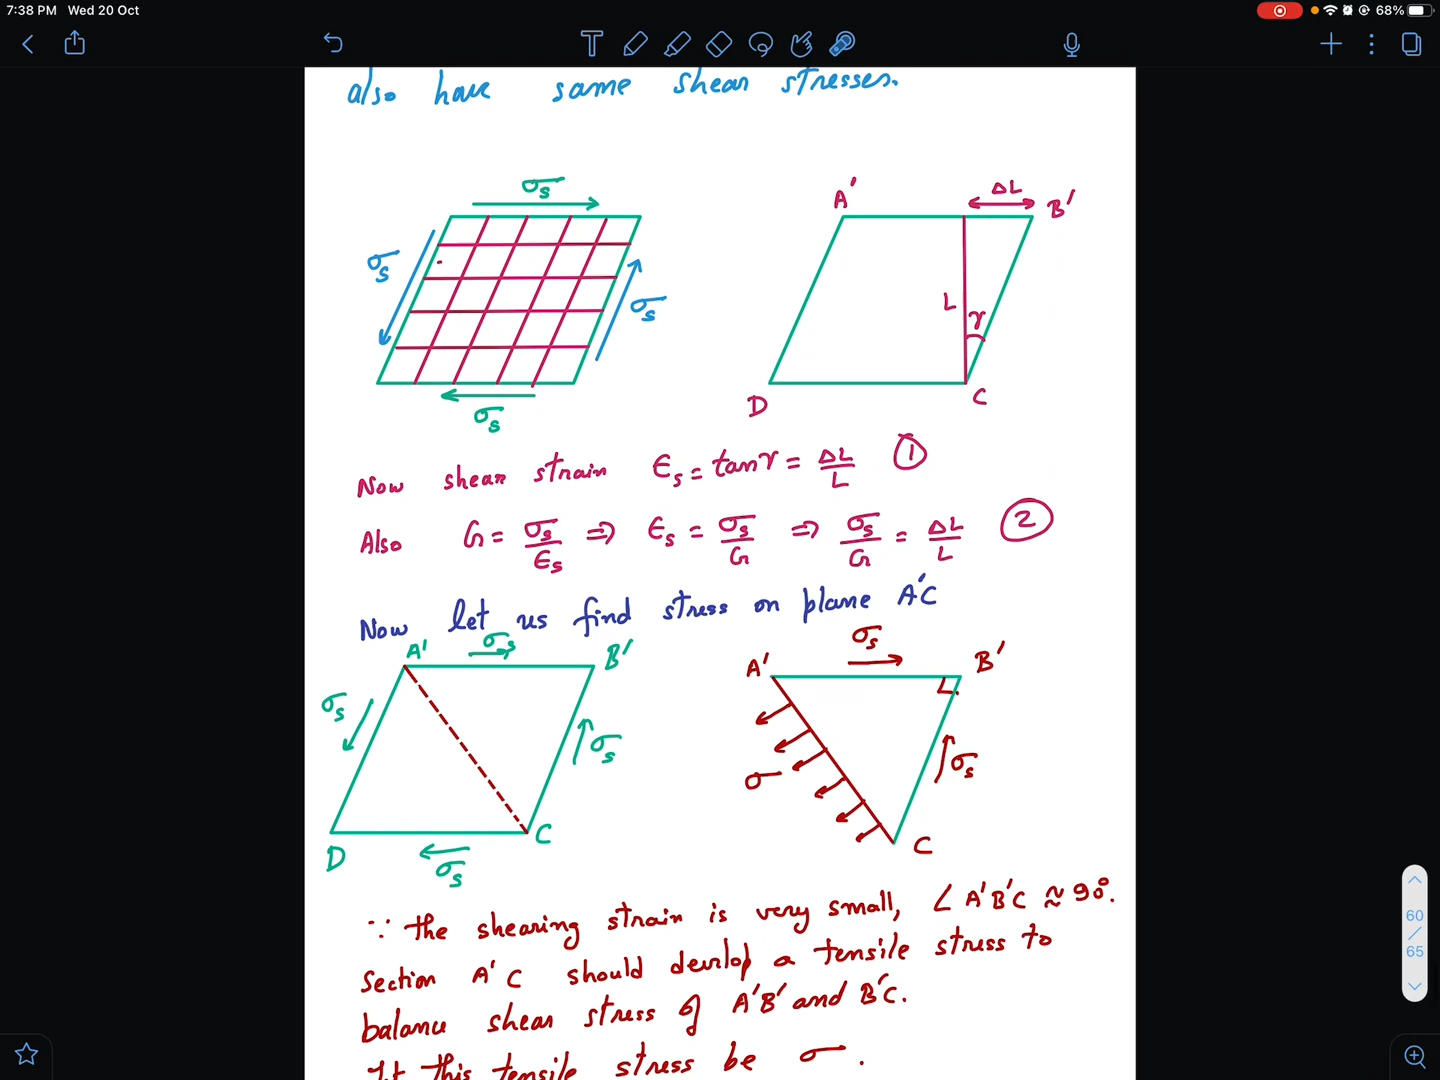 7:38 PM Wed 20 Oct
68%
also have same shear stresses.
σs
σs
σs
σs
A'
ΔL
B'
L
γ
D
C
Now shear strain ϵs = tanγ = ΔL/L ①
Also G = σs/ϵs ⇒ ϵs = σs/G ⇒ σs/G = ΔL/L ②
Now let us find stress on plane A'C
A'
σs
B'
σs
σs
D
σs
C
σs
A'
B'
σ
σs
C
∵ the shearing strain is very small, ∠A'B'C ≈ 90°.
Section A'C should devlop a tensile stress to
balance shear stress of A'B' and B'C.
let this tensile stress be σ.
60
/
65